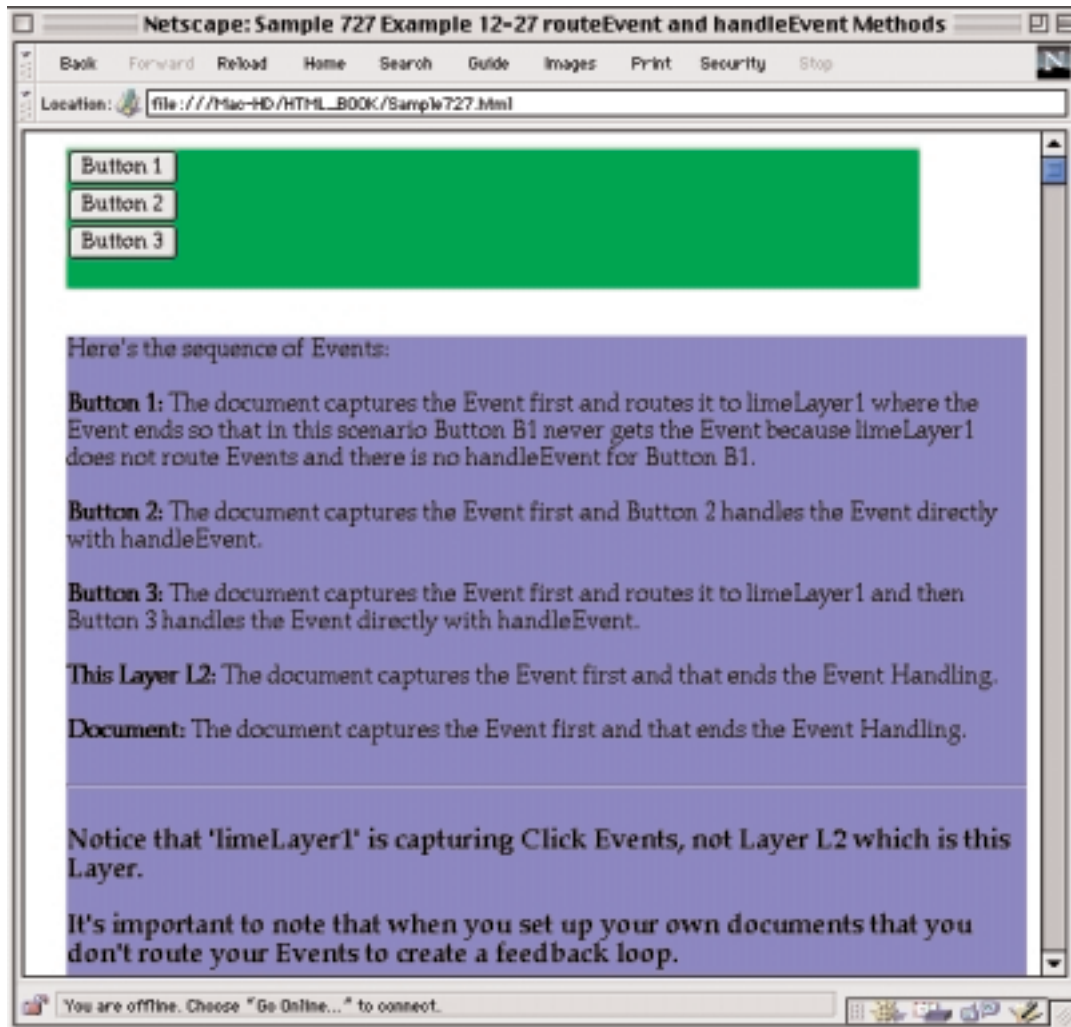 Netscape: Sample 727 Example 12-27 routeEvent and handleEvent Methods
Back Forward Reload Home Search Guide Images Print Security Stop
N
Location: file:///Mac-HD/HTML_BOOK/Sample727.html
Button 1
Button 2
Button 3
Here's the sequence of Events:
Button 1: The document captures the Event first and routes it to limeLayer1 where the
Event ends so that in this scenario Button B1 never gets the Event because limeLayer1
does not route Events and there is no handleEvent for Button B1.
Button 2: The document captures the Event first and Button 2 handles the Event directly
with handleEvent.
Button 3: The document captures the Event first and routes it to limeLayer1 and then
Button 3 handles the Event directly with handleEvent.
This Layer L2: The document captures the Event first and that ends the Event Handling.
Document: The document captures the Event first and that ends the Event Handling.
Notice that 'limeLayer1' is capturing Click Events, not Layer L2 which is this
Layer.
It's important to note that when you set up your own documents that you
don't route your Events to create a feedback loop.
You are offline. Choose "Go Online..." to connect.